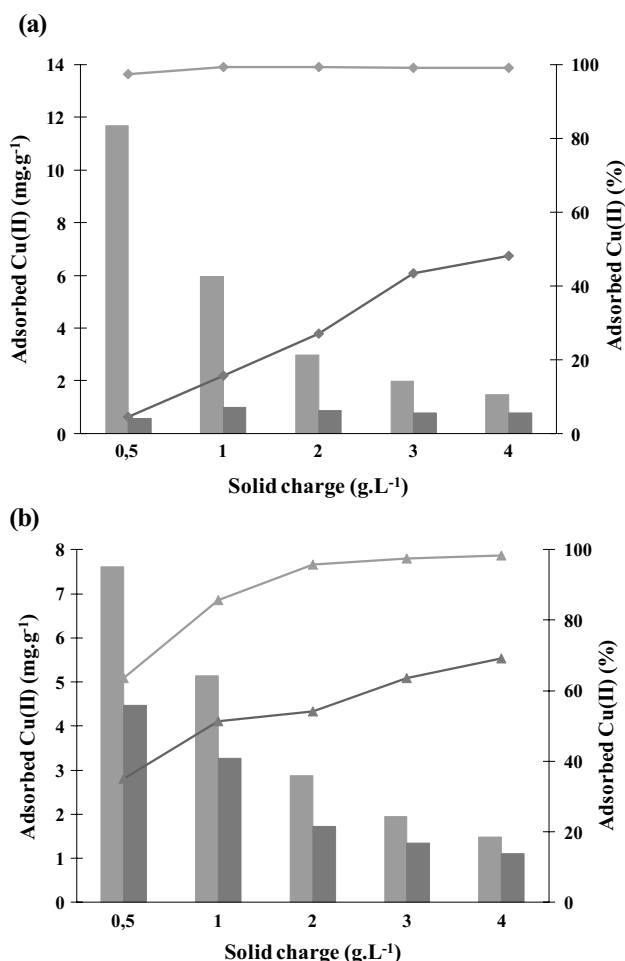 (a)
14
12
10
8
6
4
2
0
Adsorbed Cu(II) (mg.g⁻¹)
100
80
60
40
20
0
Adsorbed Cu(II) (%)
0,5 1 2 3 4
Solid charge (g.L⁻¹)
(b)
8
7
6
5
4
3
2
1
0
Adsorbed Cu(II) (mg.g⁻¹)
100
80
60
40
20
0
Adsorbed Cu(II) (%)
0,5 1 2 3 4
Solid charge (g.L⁻¹)